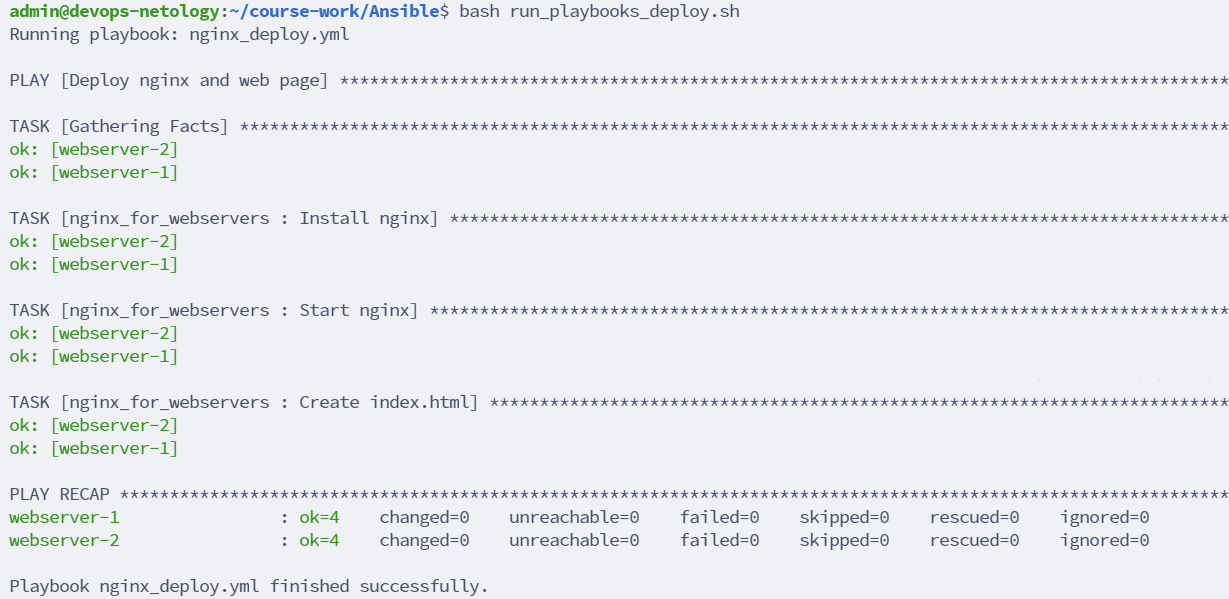 admin@devops-netology:~/course-work/Ansible$ bash run_playbooks_deploy.sh
Running playbook: nginx_deploy.yml
PLAY [Deploy nginx and web page] *****************************************************************************************
TASK [Gathering Facts] ***************************************************************************************************
ok: [webserver-2]
ok: [webserver-1]
TASK [nginx_for_webservers : Install nginx] ******************************************************************************
ok: [webserver-2]
ok: [webserver-1]
TASK [nginx_for_webservers : Start nginx] ********************************************************************************
ok: [webserver-2]
ok: [webserver-1]
TASK [nginx_for_webservers : Create index.html] **************************************************************************
ok: [webserver-2]
ok: [webserver-1]
PLAY RECAP ***************************************************************************************************************
webserver-1                : ok=4    changed=0    unreachable=0    failed=0    skipped=0    rescued=0    ignored=0
webserver-2                : ok=4    changed=0    unreachable=0    failed=0    skipped=0    rescued=0    ignored=0
Playbook nginx_deploy.yml finished successfully.